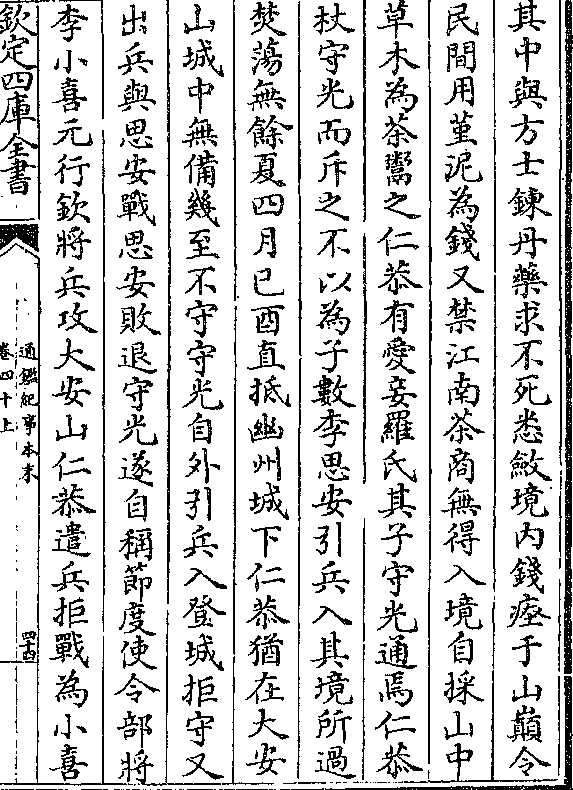 其中與方士鍊丹藥求不死悉斂境内錢瘞于山巔令
民間用堇泥為錢又禁江南茶商無得入境自採山中
草木為茶鬻之仁恭有愛妾羅氏其子守光通焉仁恭
杖守光而斥之不以為子數李思安引兵入其境所過
焚蕩無餘夏四月已酉直抵幽州城下仁恭猶在大安
山城中無備幾至不守守光自外引兵入登城拒守又
出兵與思安戰思安敗退守光遂自稱節度使令部將
李小喜元行欽將兵攻大安山仁恭遣兵拒戰為小喜
欽定四庫全書
通鑑紀事本末
卷四十上
四十四